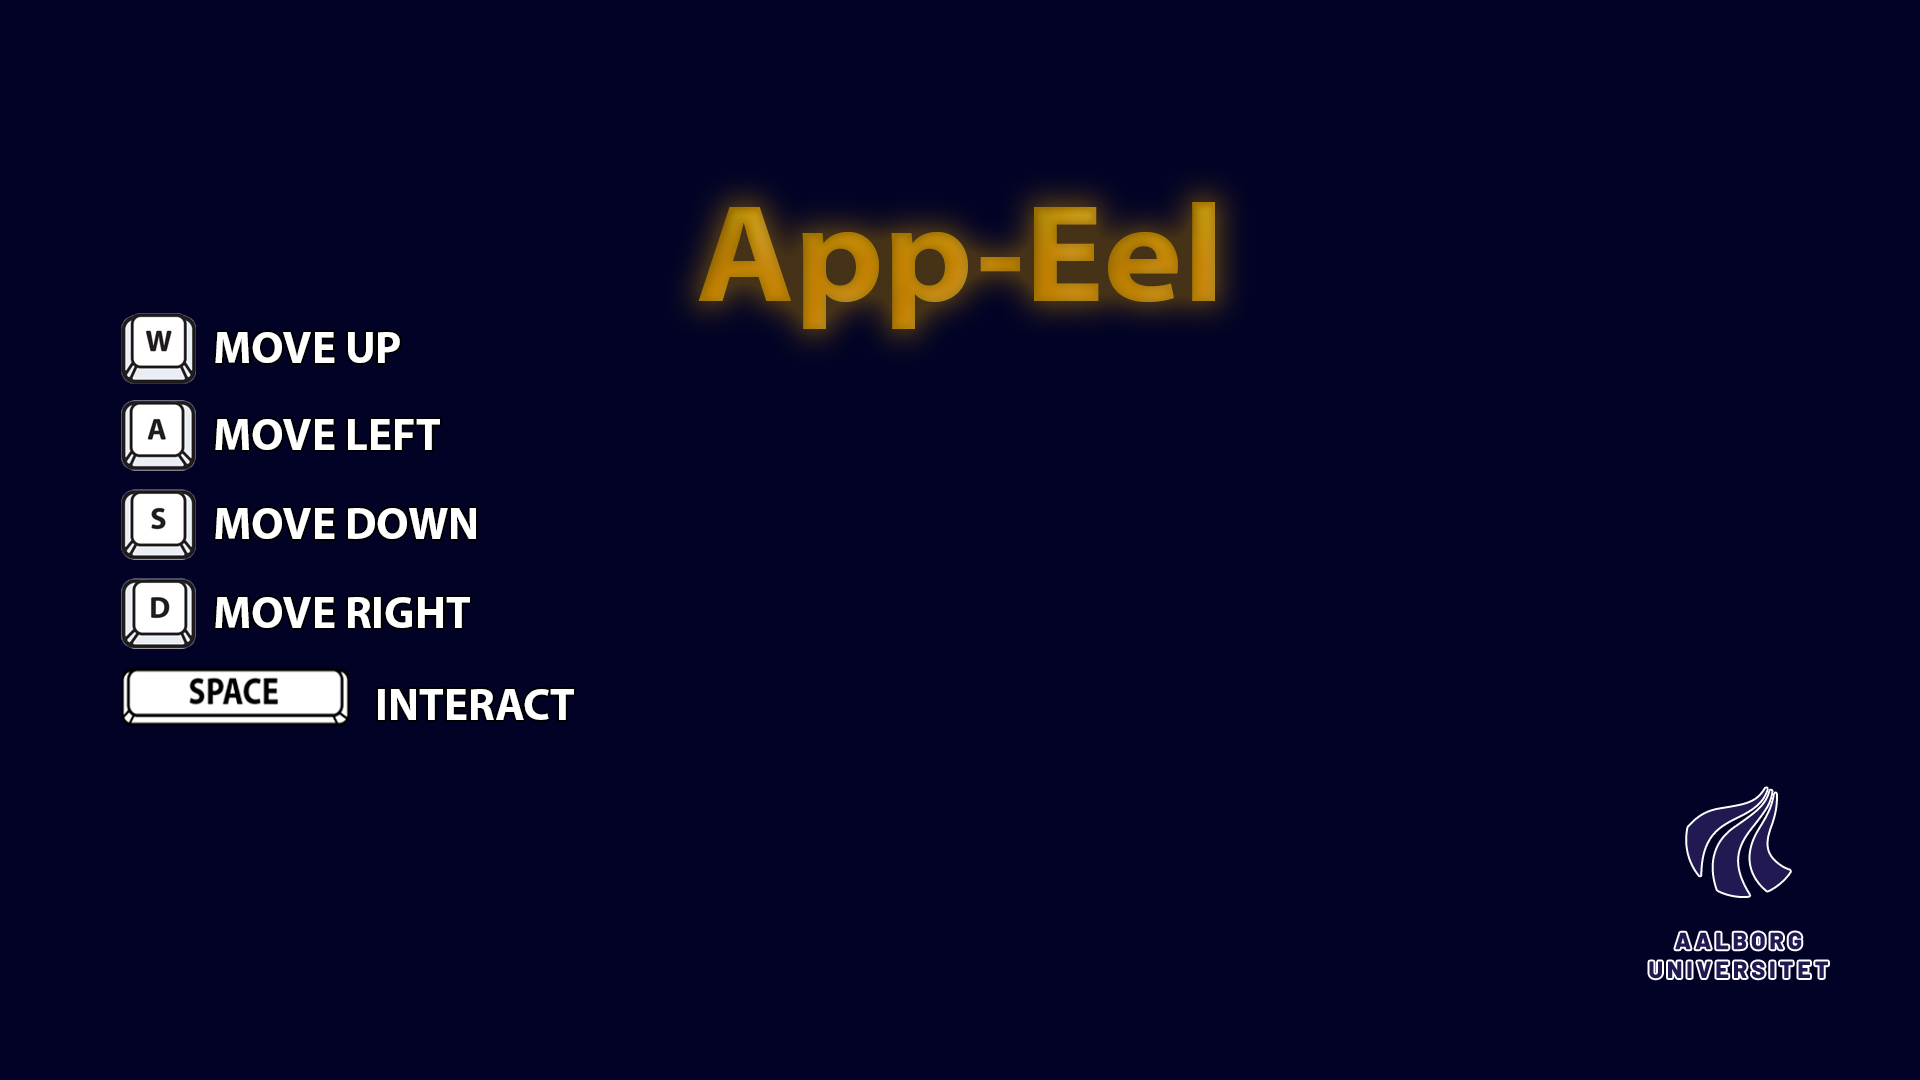 App-Eel
W MOVE UP
A MOVE LEFT
S MOVE DOWN
D MOVE RIGHT
SPACE INTERACT
AALBORG
UNIVERSITET